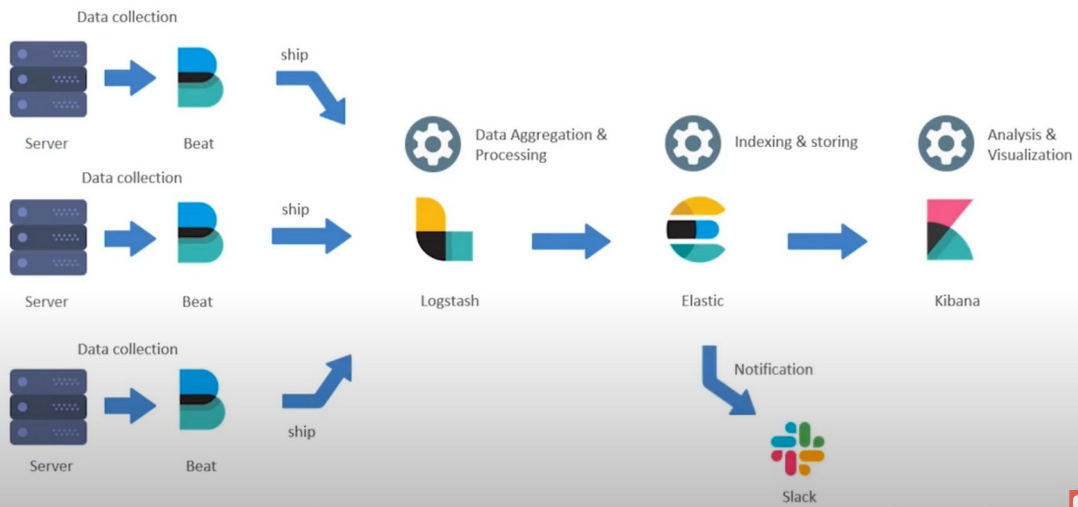 Data collection
ship
Server
Beat
Data Aggregation &
Processing
Indexing & storing
Analysis &
Visualization
Data collection
ship
Server
Beat
Logstash
Elastic
Kibana
Data collection
Notification
ship
Server
Beat
Slack